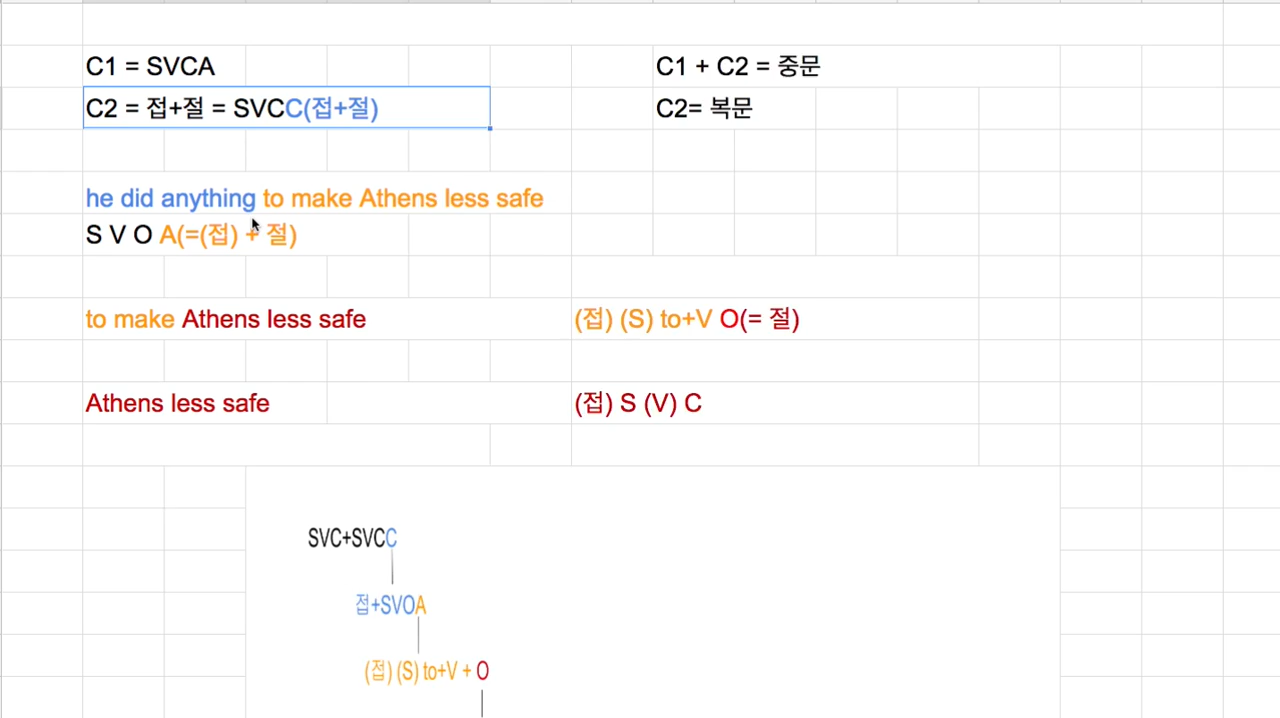 C1 = SVCA
C1 + C2 = 중문
C2 = 접+절 = SVCC(접+절)
C2= 복문
he did anything to make Athens less safe
S V O A(=(접) + 절)
to make Athens less safe
(접) (S) to+V O(= 절)
Athens less safe
(접) S (V) C
SVC+SVCC
접+SVOA
(접) (S) to+V + O